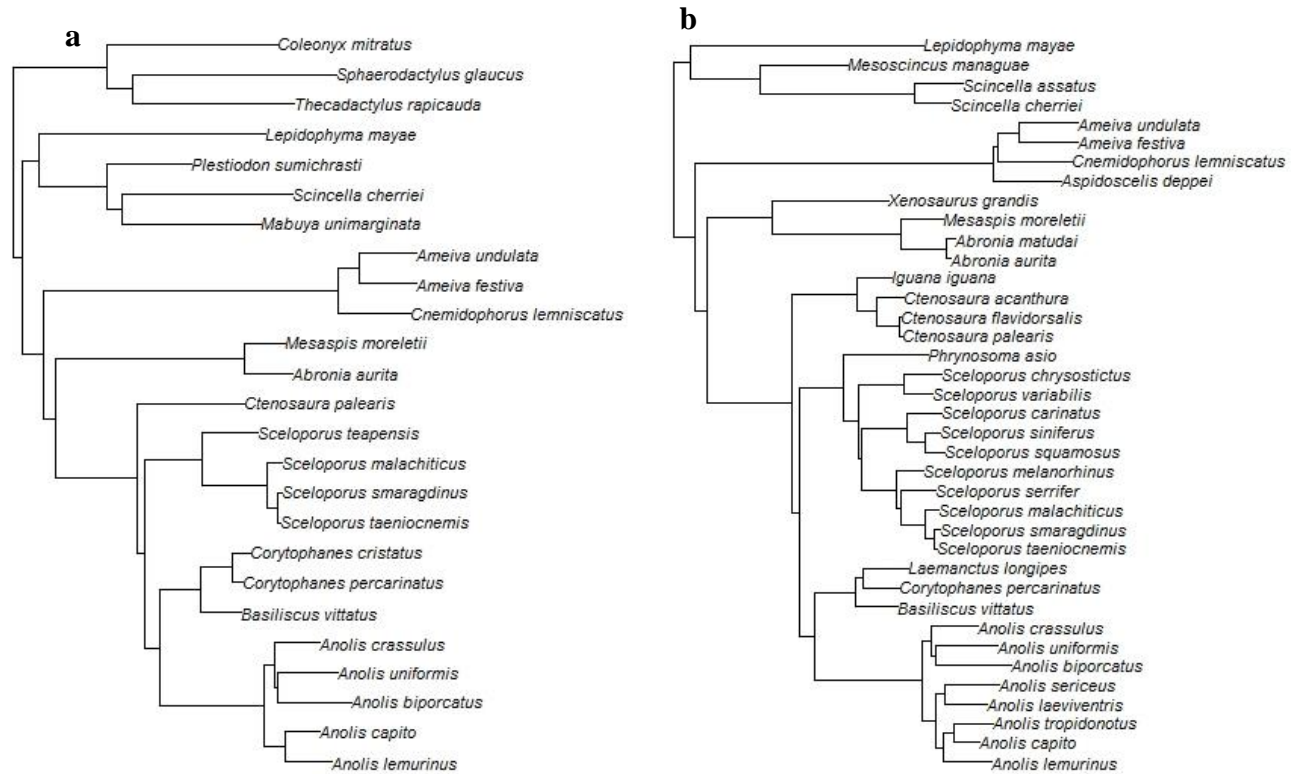 a
Coleonyx mitratus
Sphaerodactylus glaucus
Thecadactylus rapicauda
Lepidophyma mayae
Plestiodon sumichrasti
Scincella cherriei
Mabuya unimarginata
Ameiva undulata
Ameiva festiva
Cnemidophorus lemniscatus
Mesaspis moreletii
Abronia aurita
Ctenosaura palearis
Sceloporus teapensis
Sceloporus malachiticus
Sceloporus smaragdinus
Sceloporus taeniocnemis
Corytophanes cristatus
Corytophanes percarinatus
Basiliscus vittatus
Anolis crassulus
Anolis uniformis
Anolis biporcatus
Anolis capito
Anolis lemurinus
b
Lepidophyma mayae
Mesoscincus managuae
Scincella assatus
Scincella cherriei
Ameiva undulata
Ameiva festiva
Cnemidophorus lemniscatus
Aspidoscelis deppei
Xenosaurus grandis
Mesaspis moreletii
Abronia matudai
Abronia aurita
Iguana iguana
Ctenosaura acanthura
Ctenosaura flavidorsalis
Ctenosaura palearis
Phrynosoma asio
Sceloporus chrysostictus
Sceloporus variabilis
Sceloporus carinatus
Sceloporus siniferus
Sceloporus squamosus
Sceloporus melanorhinus
Sceloporus serrifer
Sceloporus malachiticus
Sceloporus smaragdinus
Sceloporus taeniocnemis
Laemanctus longipes
Corytophanes percarinatus
Basiliscus vittatus
Anolis crassulus
Anolis uniformis
Anolis biporcatus
Anolis sericeus
Anolis laeviventris
Anolis tropidonotus
Anolis capito
Anolis lemurinus